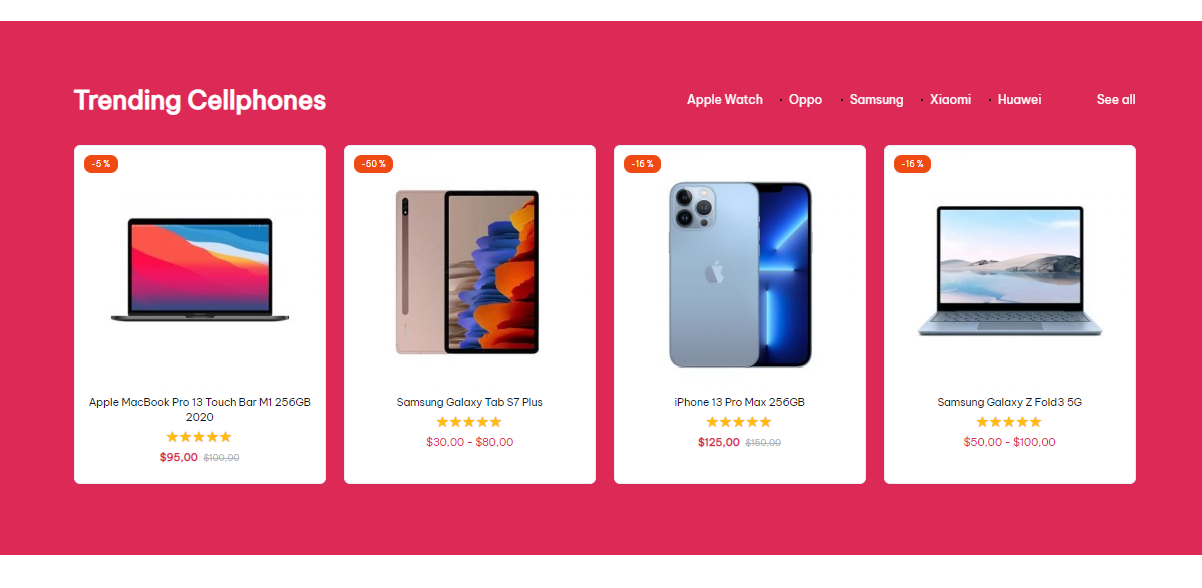 Trending Cellphones
Apple Watch · Oppo · Samsung · Xiaomi · Huawei See all
-5 %
-50 %
-16 %
-16 %
Apple MacBook Pro 13 Touch Bar M1 256GB
2020
$95,00 $100,00
Samsung Galaxy Tab S7 Plus
$30,00 - $80,00
iPhone 13 Pro Max 256GB
$125,00 $150,00
Samsung Galaxy Z Fold3 5G
$50,00 - $100,00